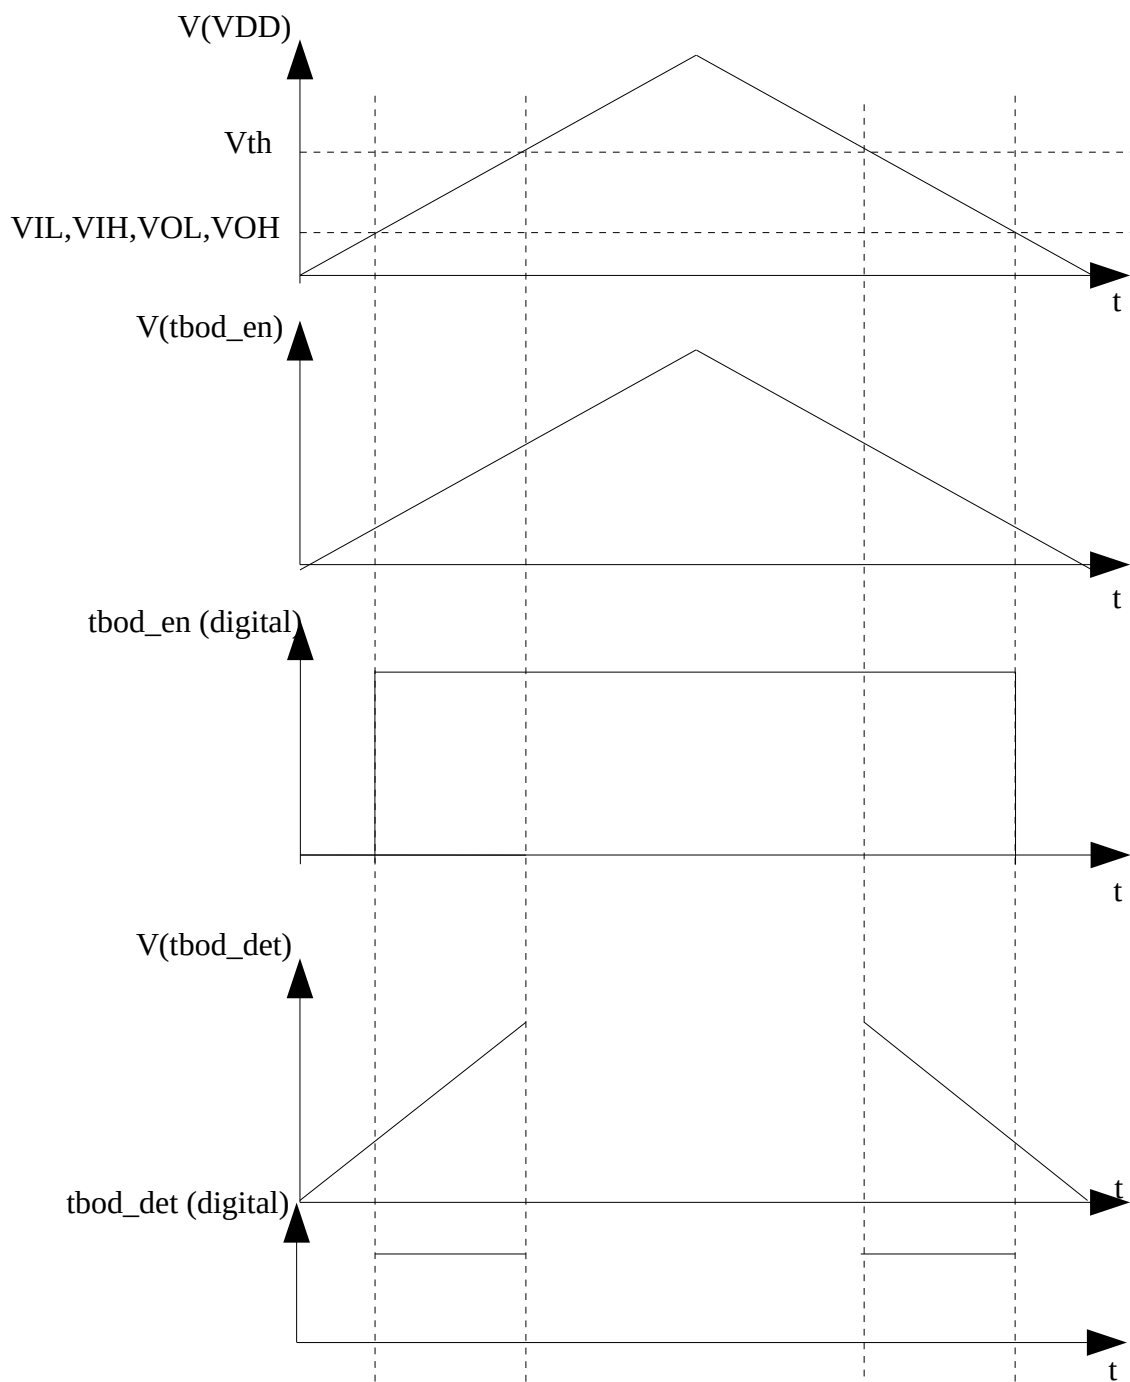 V(VDD)
Vth
VIL,VIH,VOL,VOH
t
V(tbod_en)
t
tbod_en (digital)
t
V(tbod_det)
t
tbod_det (digital)
t